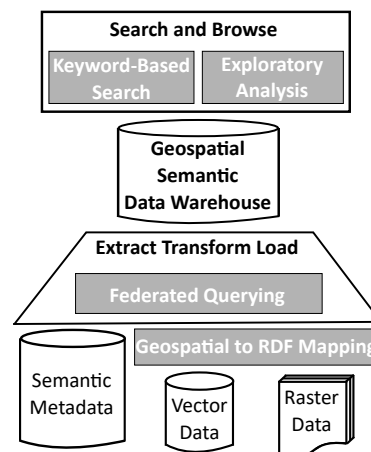 Search and Browse
Keyword-Based
Search
Exploratory
Analysis
Geospatial
Semantic
Data Warehouse
Extract Transform Load
Federated Querying
Geospatial to RDF Mapping
Semantic
Metadata
Vector
Data
Raster
Data